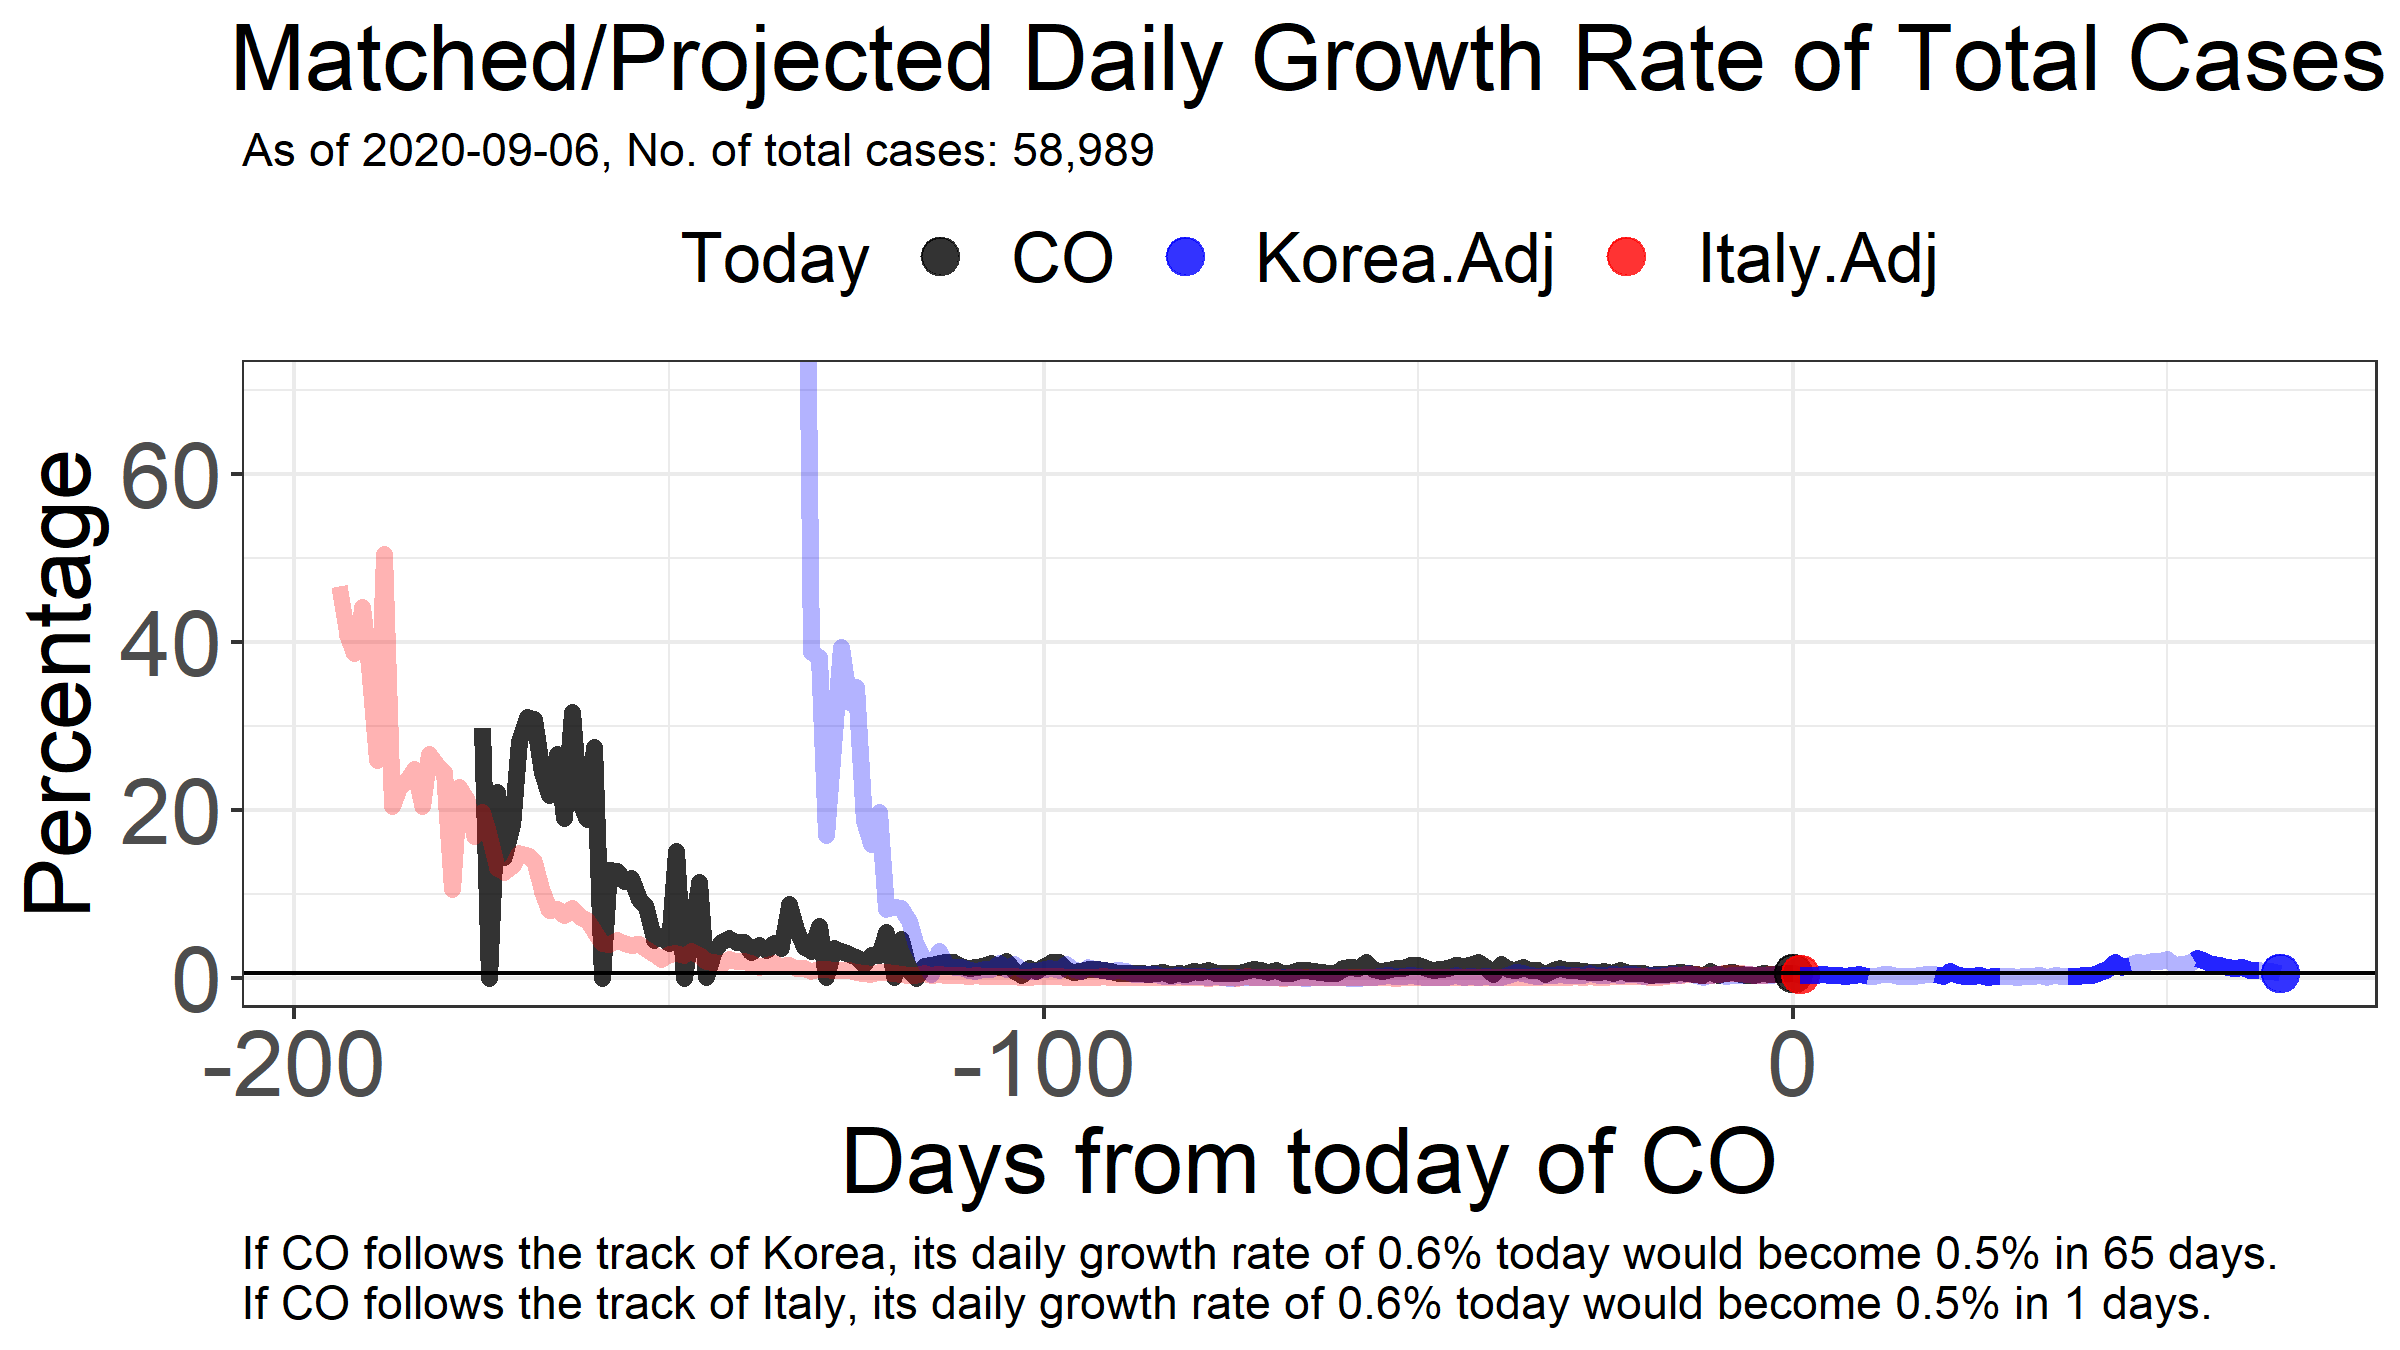 Matched/Projected Daily Growth Rate of Total Cases
As of 2020-09-06, No. of total cases: 58,989
Today CO Korea.Adj Italy.Adj
Percentage
60
40
20
0
-200 -100 0
Days from today of CO
If CO follows the track of Korea, its daily growth rate of 0.6% today would become 0.5% in 65 days.
If CO follows the track of Italy, its daily growth rate of 0.6% today would become 0.5% in 1 days.